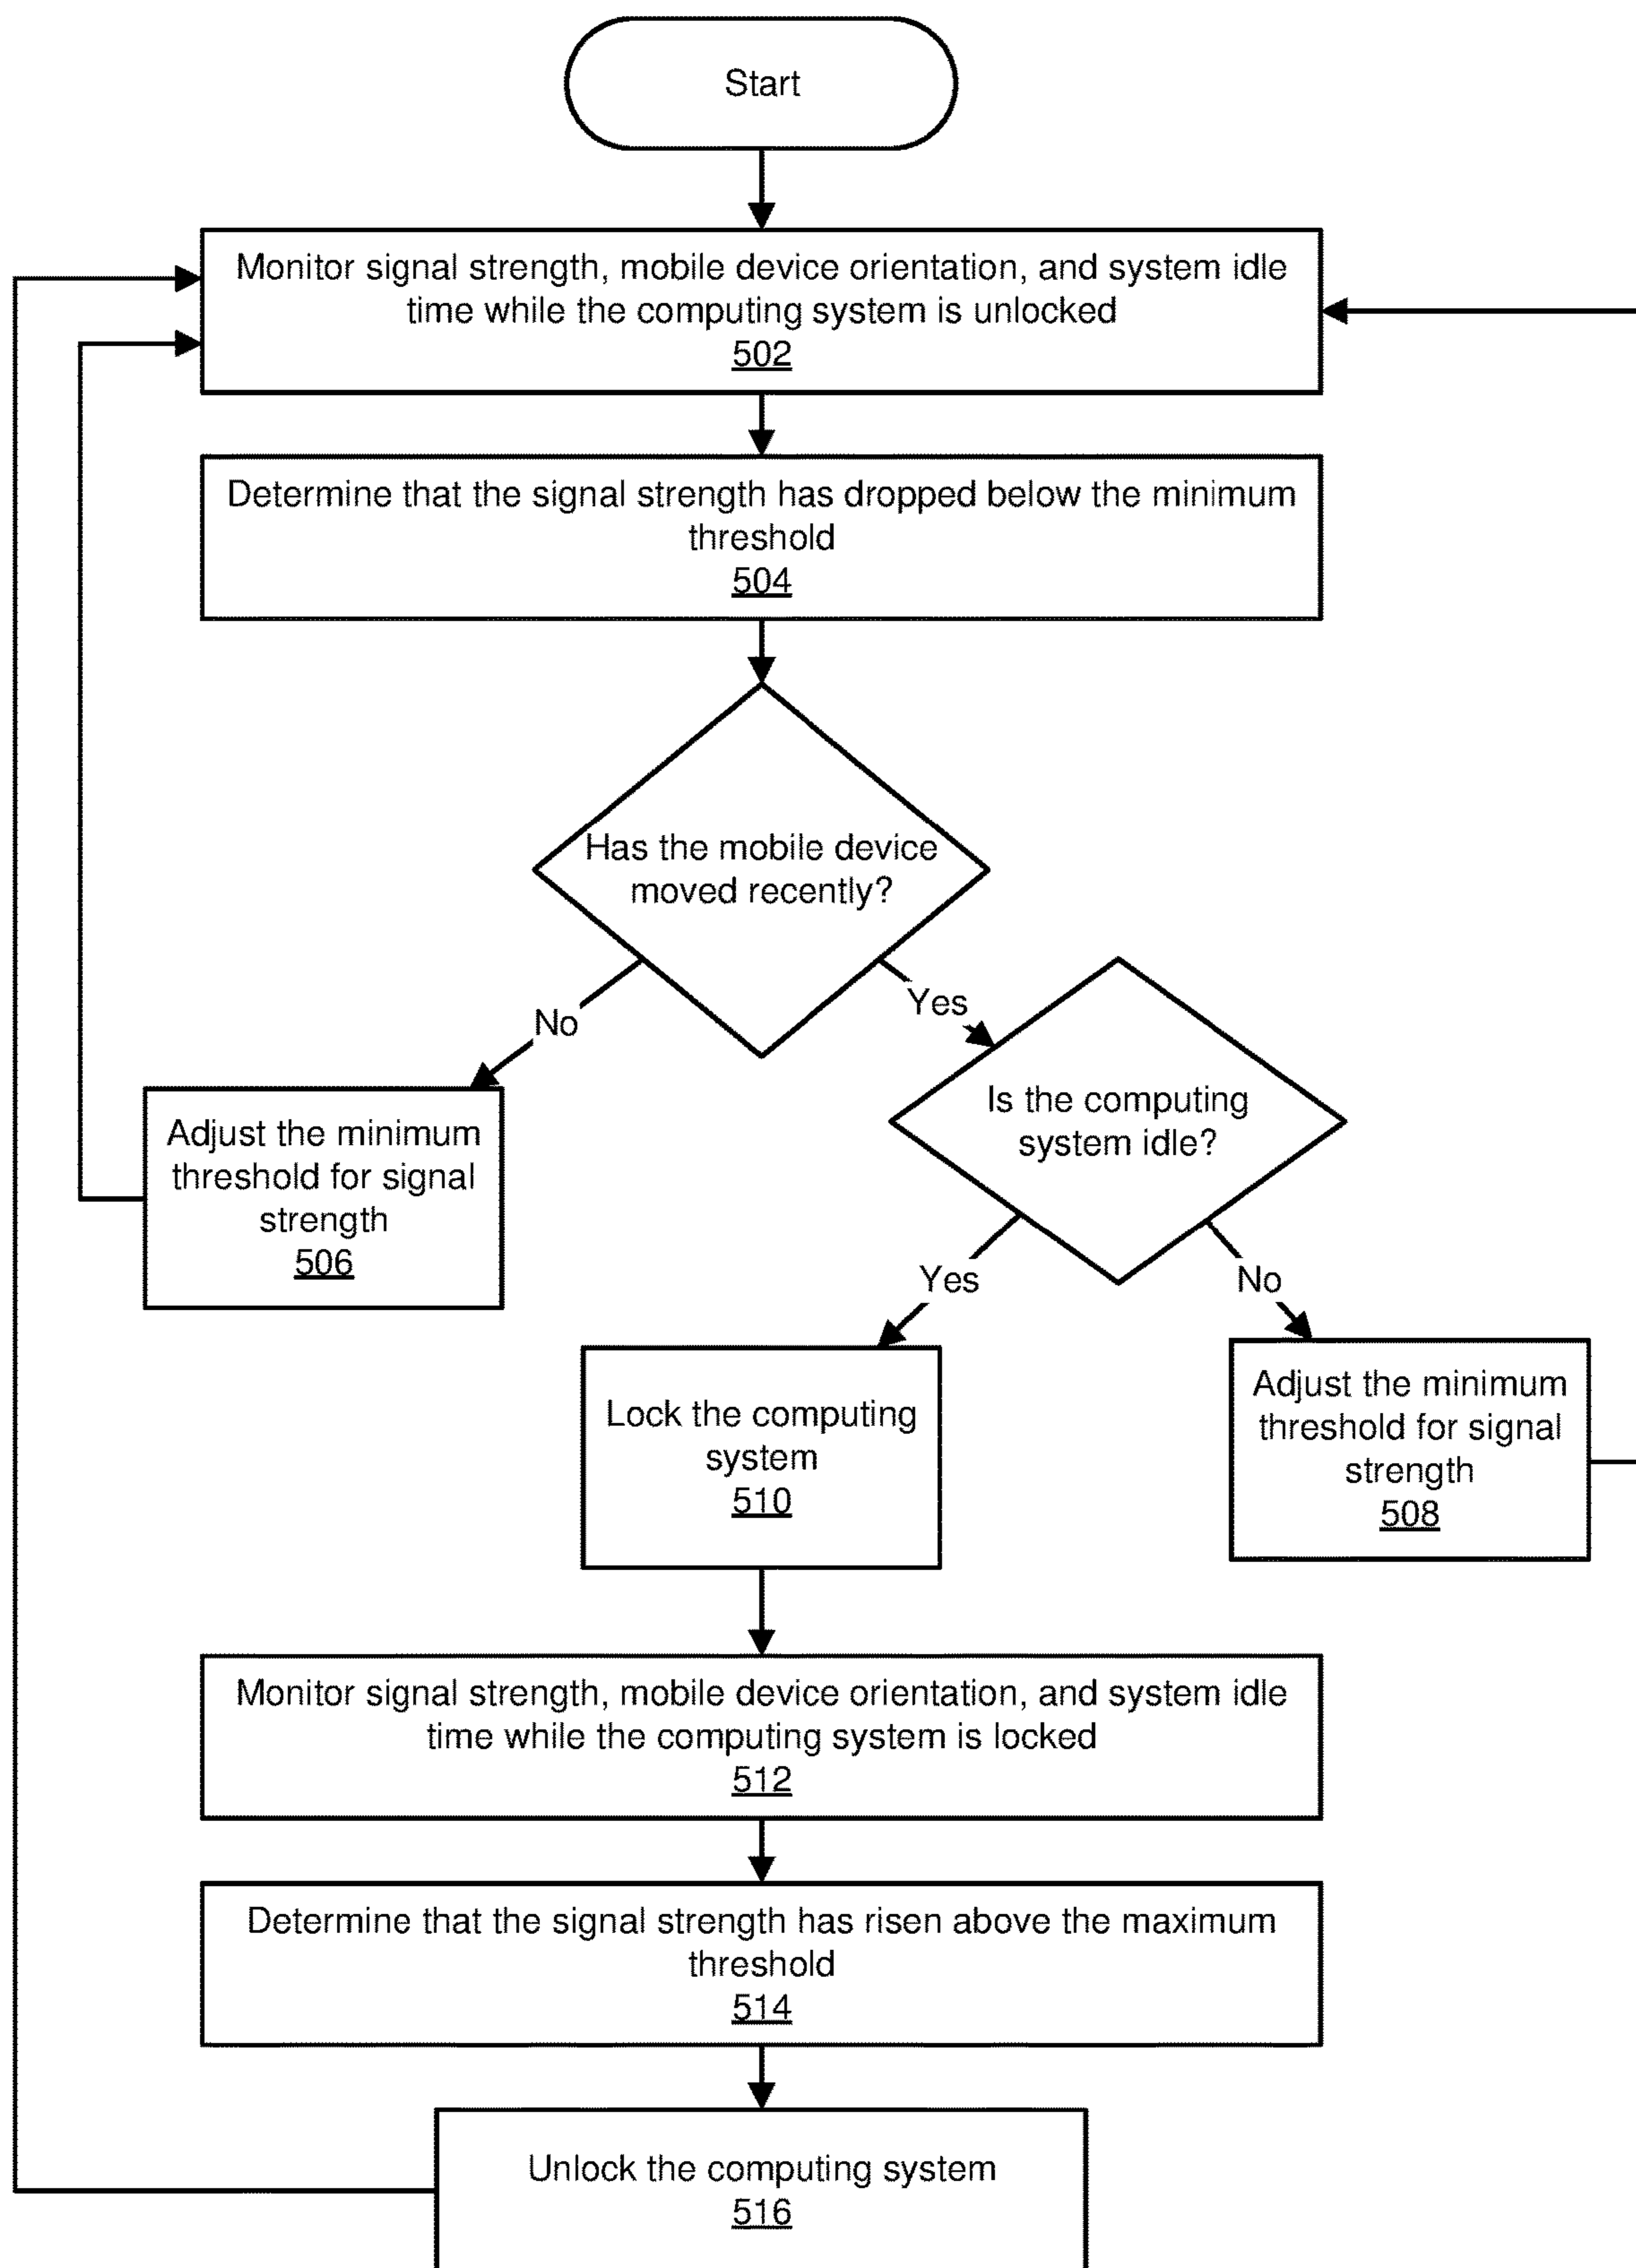 Start
Monitor signal strength, mobile device orientation, and system idle
time while the computing system is unlocked
502
Determine that the signal strength has dropped below the minimum
threshold
504
Has the mobile device
moved recently?
No
Yes
Adjust the minimum
threshold for signal
strength
506
Is the computing
system idle?
Yes
No
Lock the computing
system
510
Adjust the minimum
threshold for signal
strength
508
Monitor signal strength, mobile device orientation, and system idle
time while the computing system is locked
512
Determine that the signal strength has risen above the maximum
threshold
514
Unlock the computing system
516